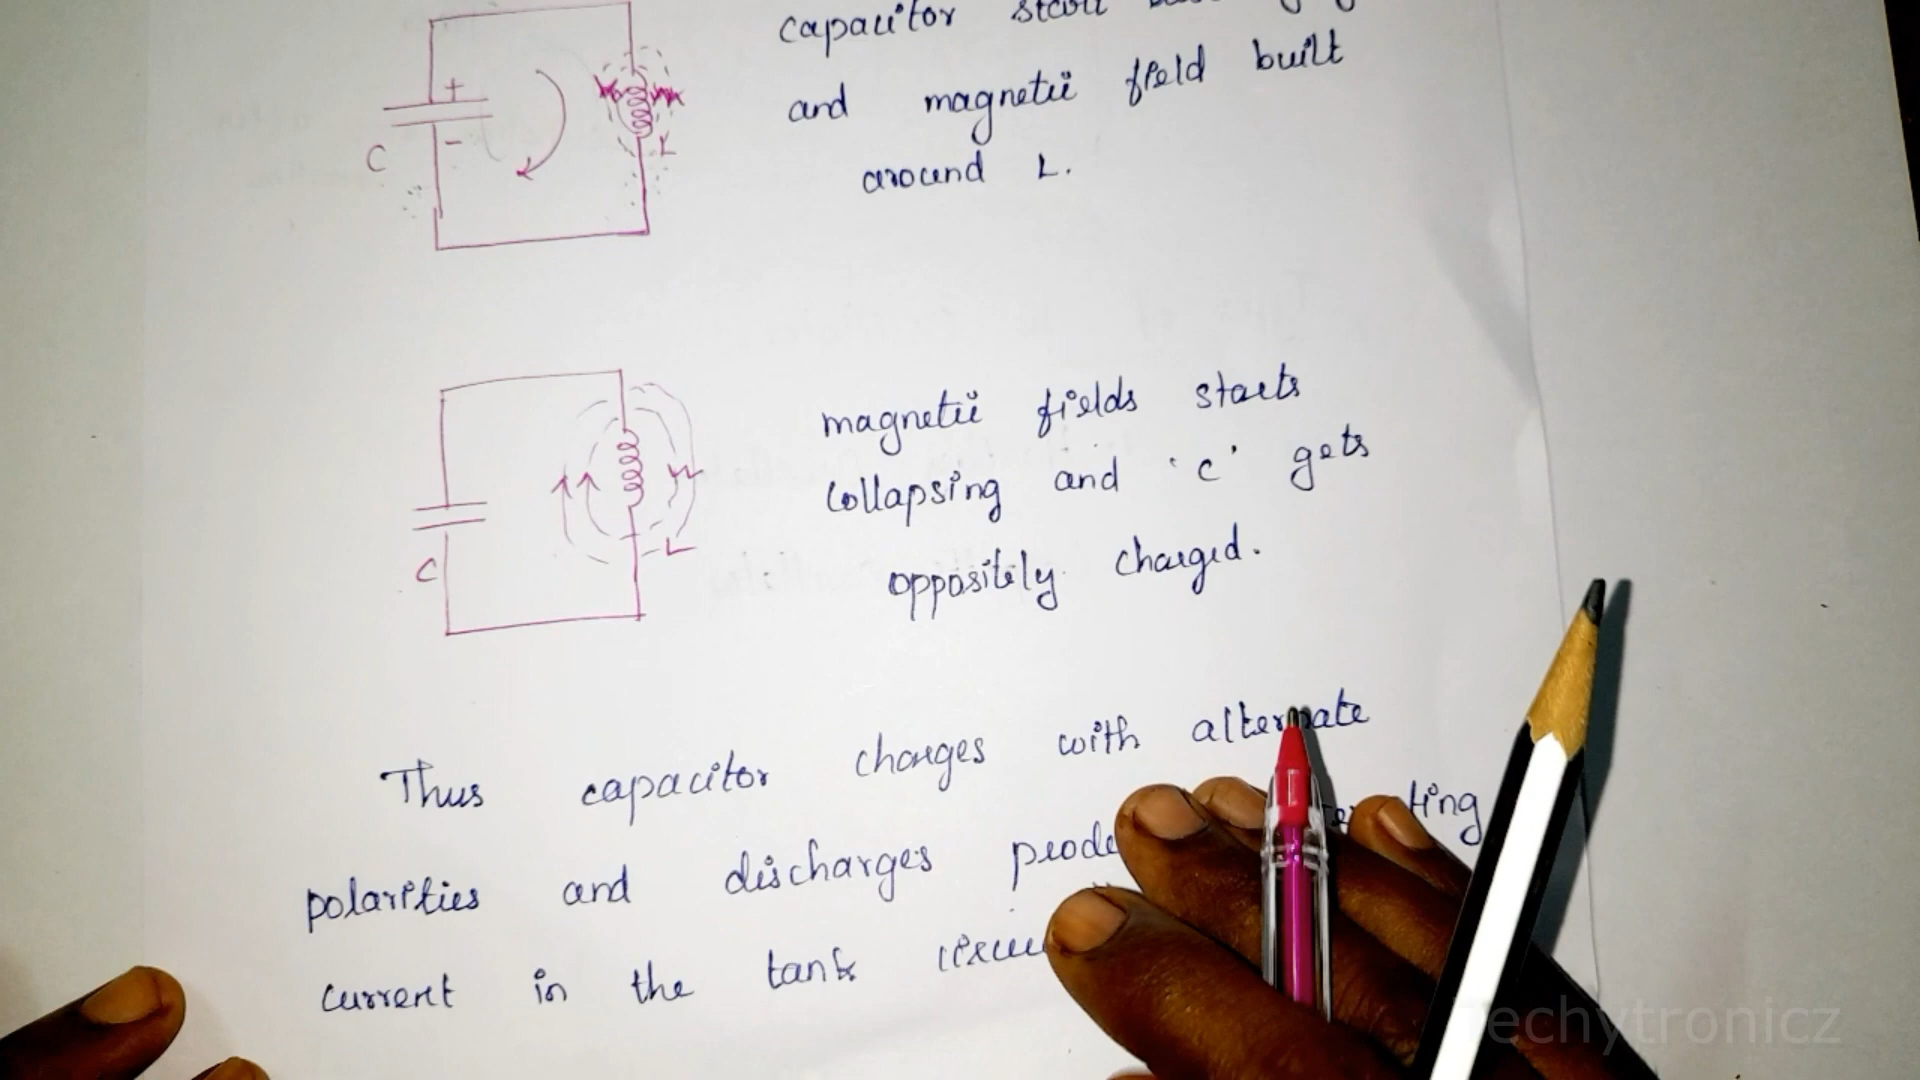 capacitor start
and magnetic field built
around L.
+
-
C
L
magnetic fields starts
collapsing and 'c' gets
oppositely charged.
C
L
Thus capacitor charges with alternate
polarities and discharges
current in the tank
techytronicz